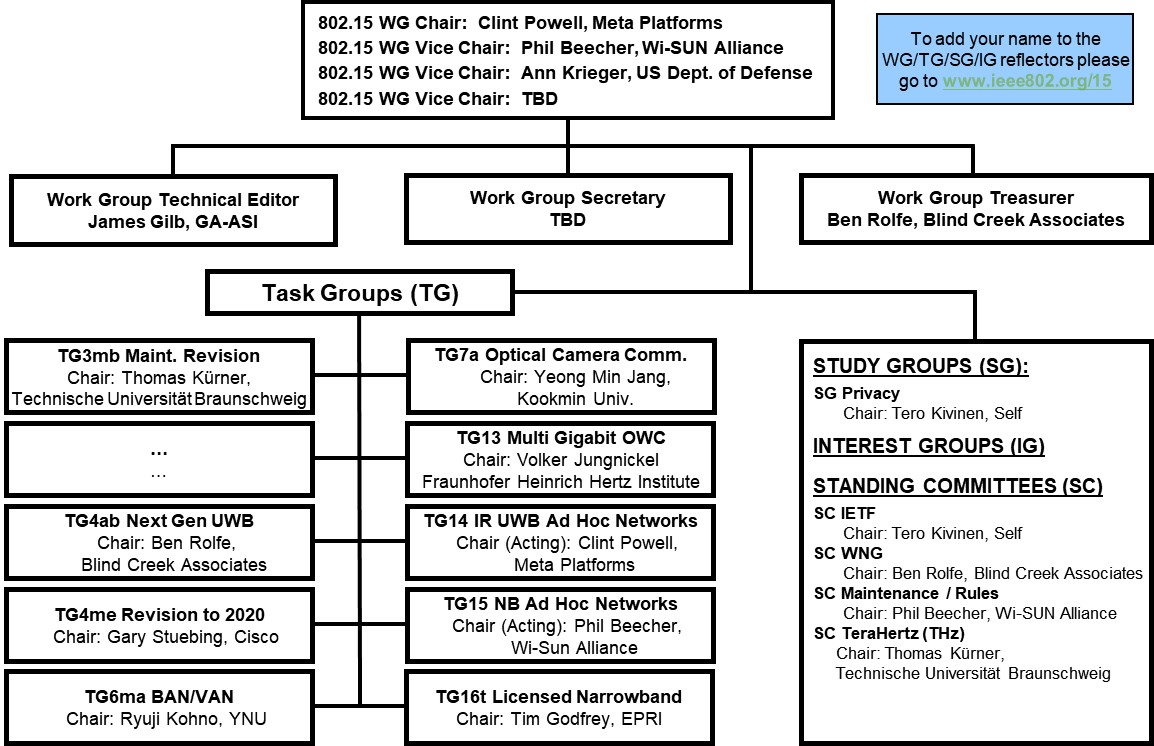 802.15 WG Chair: Clint Powell, Meta Platforms
802.15 WG Vice Chair: Phil Beecher, Wi-SUN Alliance
802.15 WG Vice Chair: Ann Krieger, US Dept. of Defense
802.15 WG Vice Chair: TBD
To add your name to the
WG/TG/SG/IG reflectors please
go to www.ieee802.org/15
Work Group Technical Editor
James Gilb, GA-ASI
Work Group Secretary
TBD
Work Group Treasurer
Ben Rolfe, Blind Creek Associates
Task Groups (TG)
TG3mb Maint. Revision
Chair: Thomas Kürner,
Technische Universität Braunschweig
...
...
TG4ab Next Gen UWB
Chair: Ben Rolfe,
Blind Creek Associates
TG4me Revision to 2020
Chair: Gary Stuebing, Cisco
TG6ma BAN/VAN
Chair: Ryuji Kohno, YNU
TG7a Optical Camera Comm.
Chair: Yeong Min Jang,
Kookmin Univ.
TG13 Multi Gigabit OWC
Chair: Volker Jungnickel
Fraunhofer Heinrich Hertz Institute
TG14 IR UWB Ad Hoc Networks
Chair (Acting): Clint Powell,
Meta Platforms
TG15 NB Ad Hoc Networks
Chair (Acting): Phil Beecher,
Wi-Sun Alliance
TG16t Licensed Narrowband
Chair: Tim Godfrey, EPRI
STUDY GROUPS (SG):
SG Privacy
Chair: Tero Kivinen, Self
INTEREST GROUPS (IG)
STANDING COMMITTEES (SC)
SC IETF
Chair: Tero Kivinen, Self
SC WNG
Chair: Ben Rolfe, Blind Creek Associates
SC Maintenance / Rules
Chair: Phil Beecher, Wi-SUN Alliance
SC TeraHertz (THz)
Chair: Thomas Kürner,
Technische Universität Braunschweig